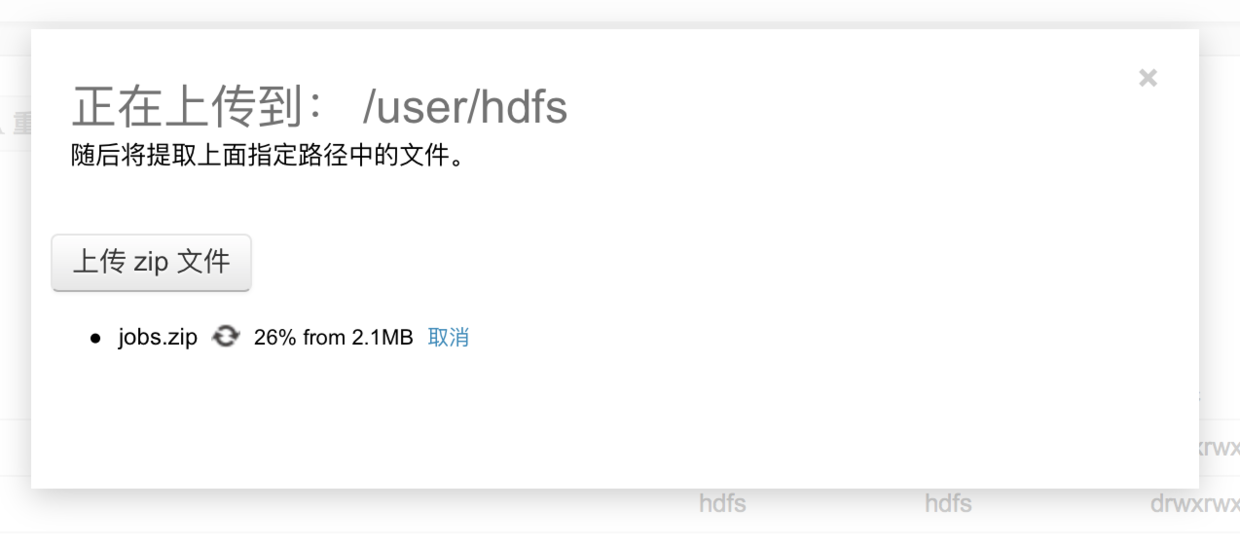 正在上传到： /user/hdfs
随后将提取上面指定路径中的文件。
上传 zip 文件
jobs.zip 26% from 2.1MB 取消
hdfs hdfs drwxrwx